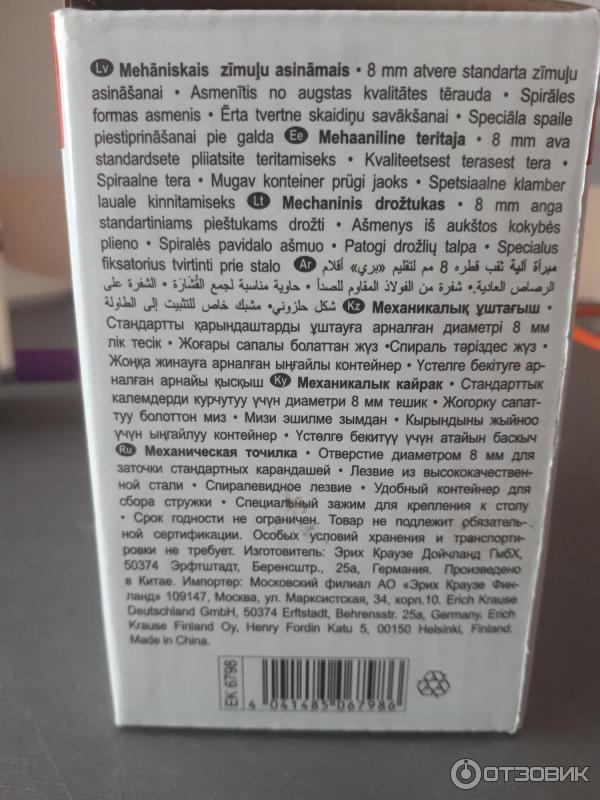 Lv Mehāniskais zīmuļu asināmais • 8 mm atvere standarta zīmuļu
asināšanai • Asmenītis no augstas kvalitātes tērauda • Spirāles
formas asmenis • Ērta tvertne skaidiņu savākšanai • Speciāla spaile
piestiprināšanai pie galda Ee Mehaaniline teritaja • 8 mm ava
standardsete pliiatsite teritamiseks • Kvaliteetsest terasest tera •
Spiraalne tera • Mugav konteiner prügi jaoks • Spetsiaalne klamber
lauale kinnitamiseks Lt Mechaninis drožtukas • 8 mm anga
standartiniams pieštukams drožti • Ašmenys iš aukštos kokybės
plieno • Spiralės pavidalo ašmuo • Patogi drožlių talpa • Specialus
fiksatorius tvirtinti prie stalo Ar مبراة آلية ثقب قطره 8 مم لتقليم «بري» أقلام
الرصاص العادية. • شفرة من الفولاذ المقاوم للصدأ • حاوية مناسبة لجمع القُشَارَة • الشفرة على
شكل حلزوني. • مشبك خاص للتثبيت إلى الطاولة Kz Механикалық ұштағыш •
Стандартты қарындаштарды ұштауға арналған диаметрі 8 мм
лік тесік • Жоғары сапалы болаттан жүз •Спираль тәріздес жүз •
Жоңқа жинауға арналған ыңғайлы контейнер • Үстелге бекітуге ар-
налған арнайы қысқыш Ky Механикалык кайрак • Стандарттык
калемдерди курчутуу үчүн диаметри 8 мм тешик • Жогорку сапат-
туу болоттон миз • Мизи эшилме зымдан • Кырындыны жыйноо
үчүн ыңгайлуу контейнер • Үстөлгө бекитүү үчүн атайын баскыч
Ru Механическая точилка • Отверстие диаметром 8 мм для
заточки стандартных карандашей • Лезвие из высококачествен-
ной стали • Спиралевидное лезвие • Удобный контейнер для
сбора стружки • Специальный зажим для крепления к столу
• Срок годности не ограничен. Товар не подлежит обязатель-
ной сертификации. Особых условий хранения и транспорти-
ровки не требует. Изготовитель: Эрих Краузе Дойчланд ГмбХ,
50374 Эрфтштадт, Беренсштр., 25а, Германия. Произведено
в Китае. Импортер: Московский филиал АО «Эрих Краузе Фин-
ланд» 109147, Москва, ул. Марксистская, 34, корп.10. Erich Krause
Deutschland GmbH, 50374 Erftstadt, Behrensstr. 25a, Germany. Erich
Krause Finland Oy, Henry Fordin Katu 5, 00150 Helsinki, Finland.
Made in China.
EK 6798
4 041485 067986
ОТЗОВИК